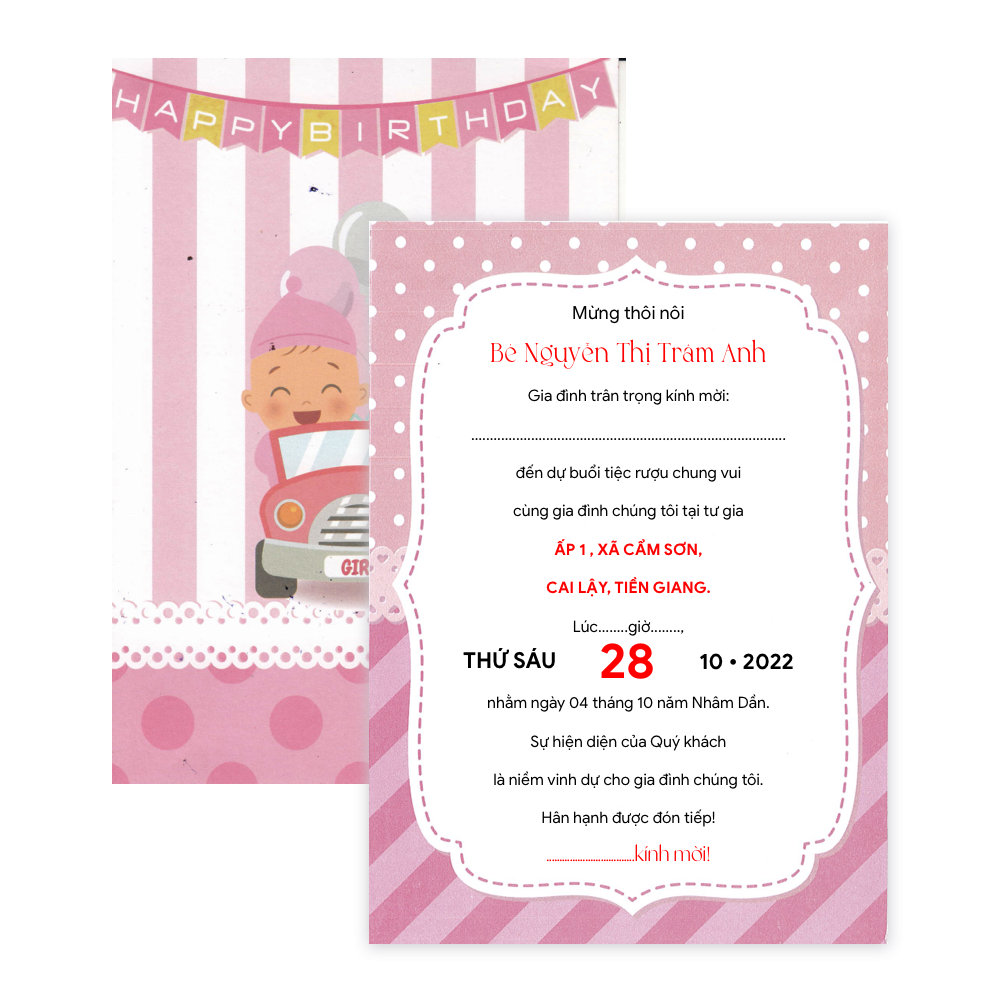 HAPPY BIRTHDAY
GIR
Mừng thôi nôi
Bé Nguyễn Thị Trâm Anh
Gia đình trân trọng kính mời:
.....................................................................................
đến dự buổi tiệc rượu chung vui
cùng gia đình chúng tôi tại tư gia
ẤP 1 , XÃ CẨM SƠN,
CAI LẬY, TIỀN GIANG.
Lúc........giờ........,
THỨ SÁU 28 10 • 2022
nhằm ngày 04 tháng 10 năm Nhâm Dần.
Sự hiện diện của Quý khách
là niềm vinh dự cho gia đình chúng tôi.
Hân hạnh được đón tiếp!
..................................kính mời!